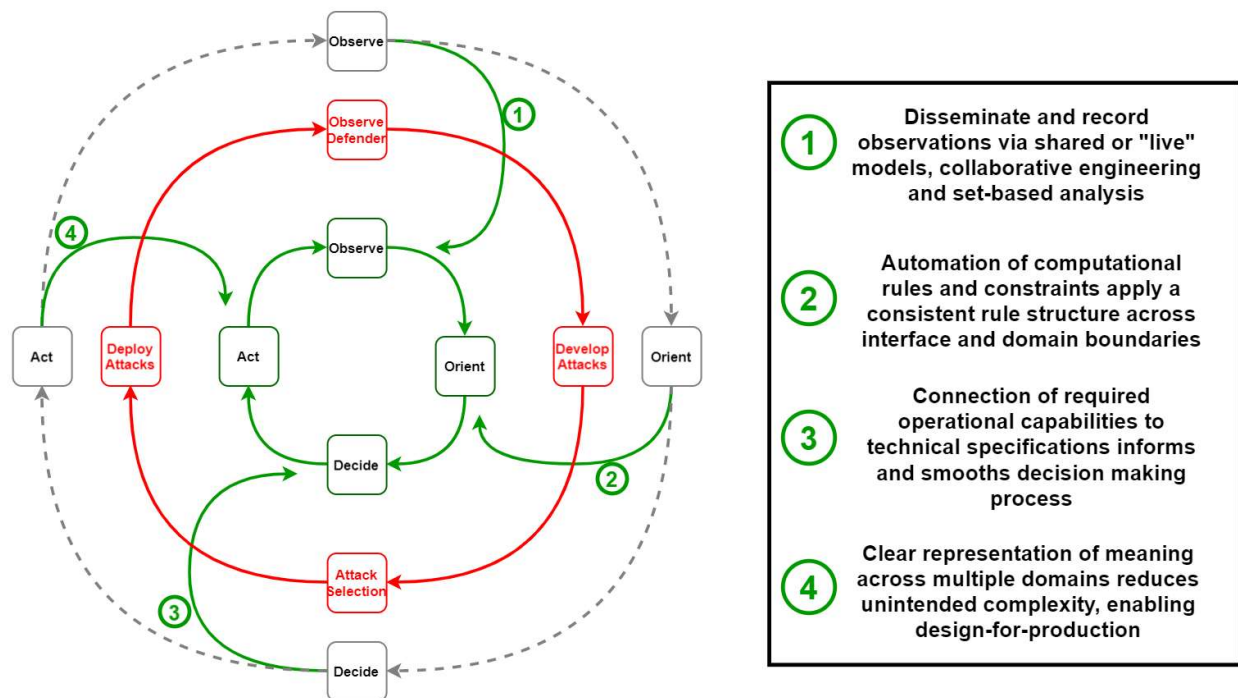 Observe
1
Observe
Defender
4
Observe
Act
Deploy
Attacks
Act
Orient
Develop
Attacks
Orient
Decide
2
Attack
Selection
3
Decide
1
Disseminate and record
observations via shared or "live"
models, collaborative engineering
and set-based analysis
2
Automation of computational
rules and constraints apply a
consistent rule structure across
interface and domain boundaries
3
Connection of required
operational capabilities to
technical specifications informs
and smooths decision making
process
4
Clear representation of meaning
across multiple domains reduces
unintended complexity, enabling
design-for-production